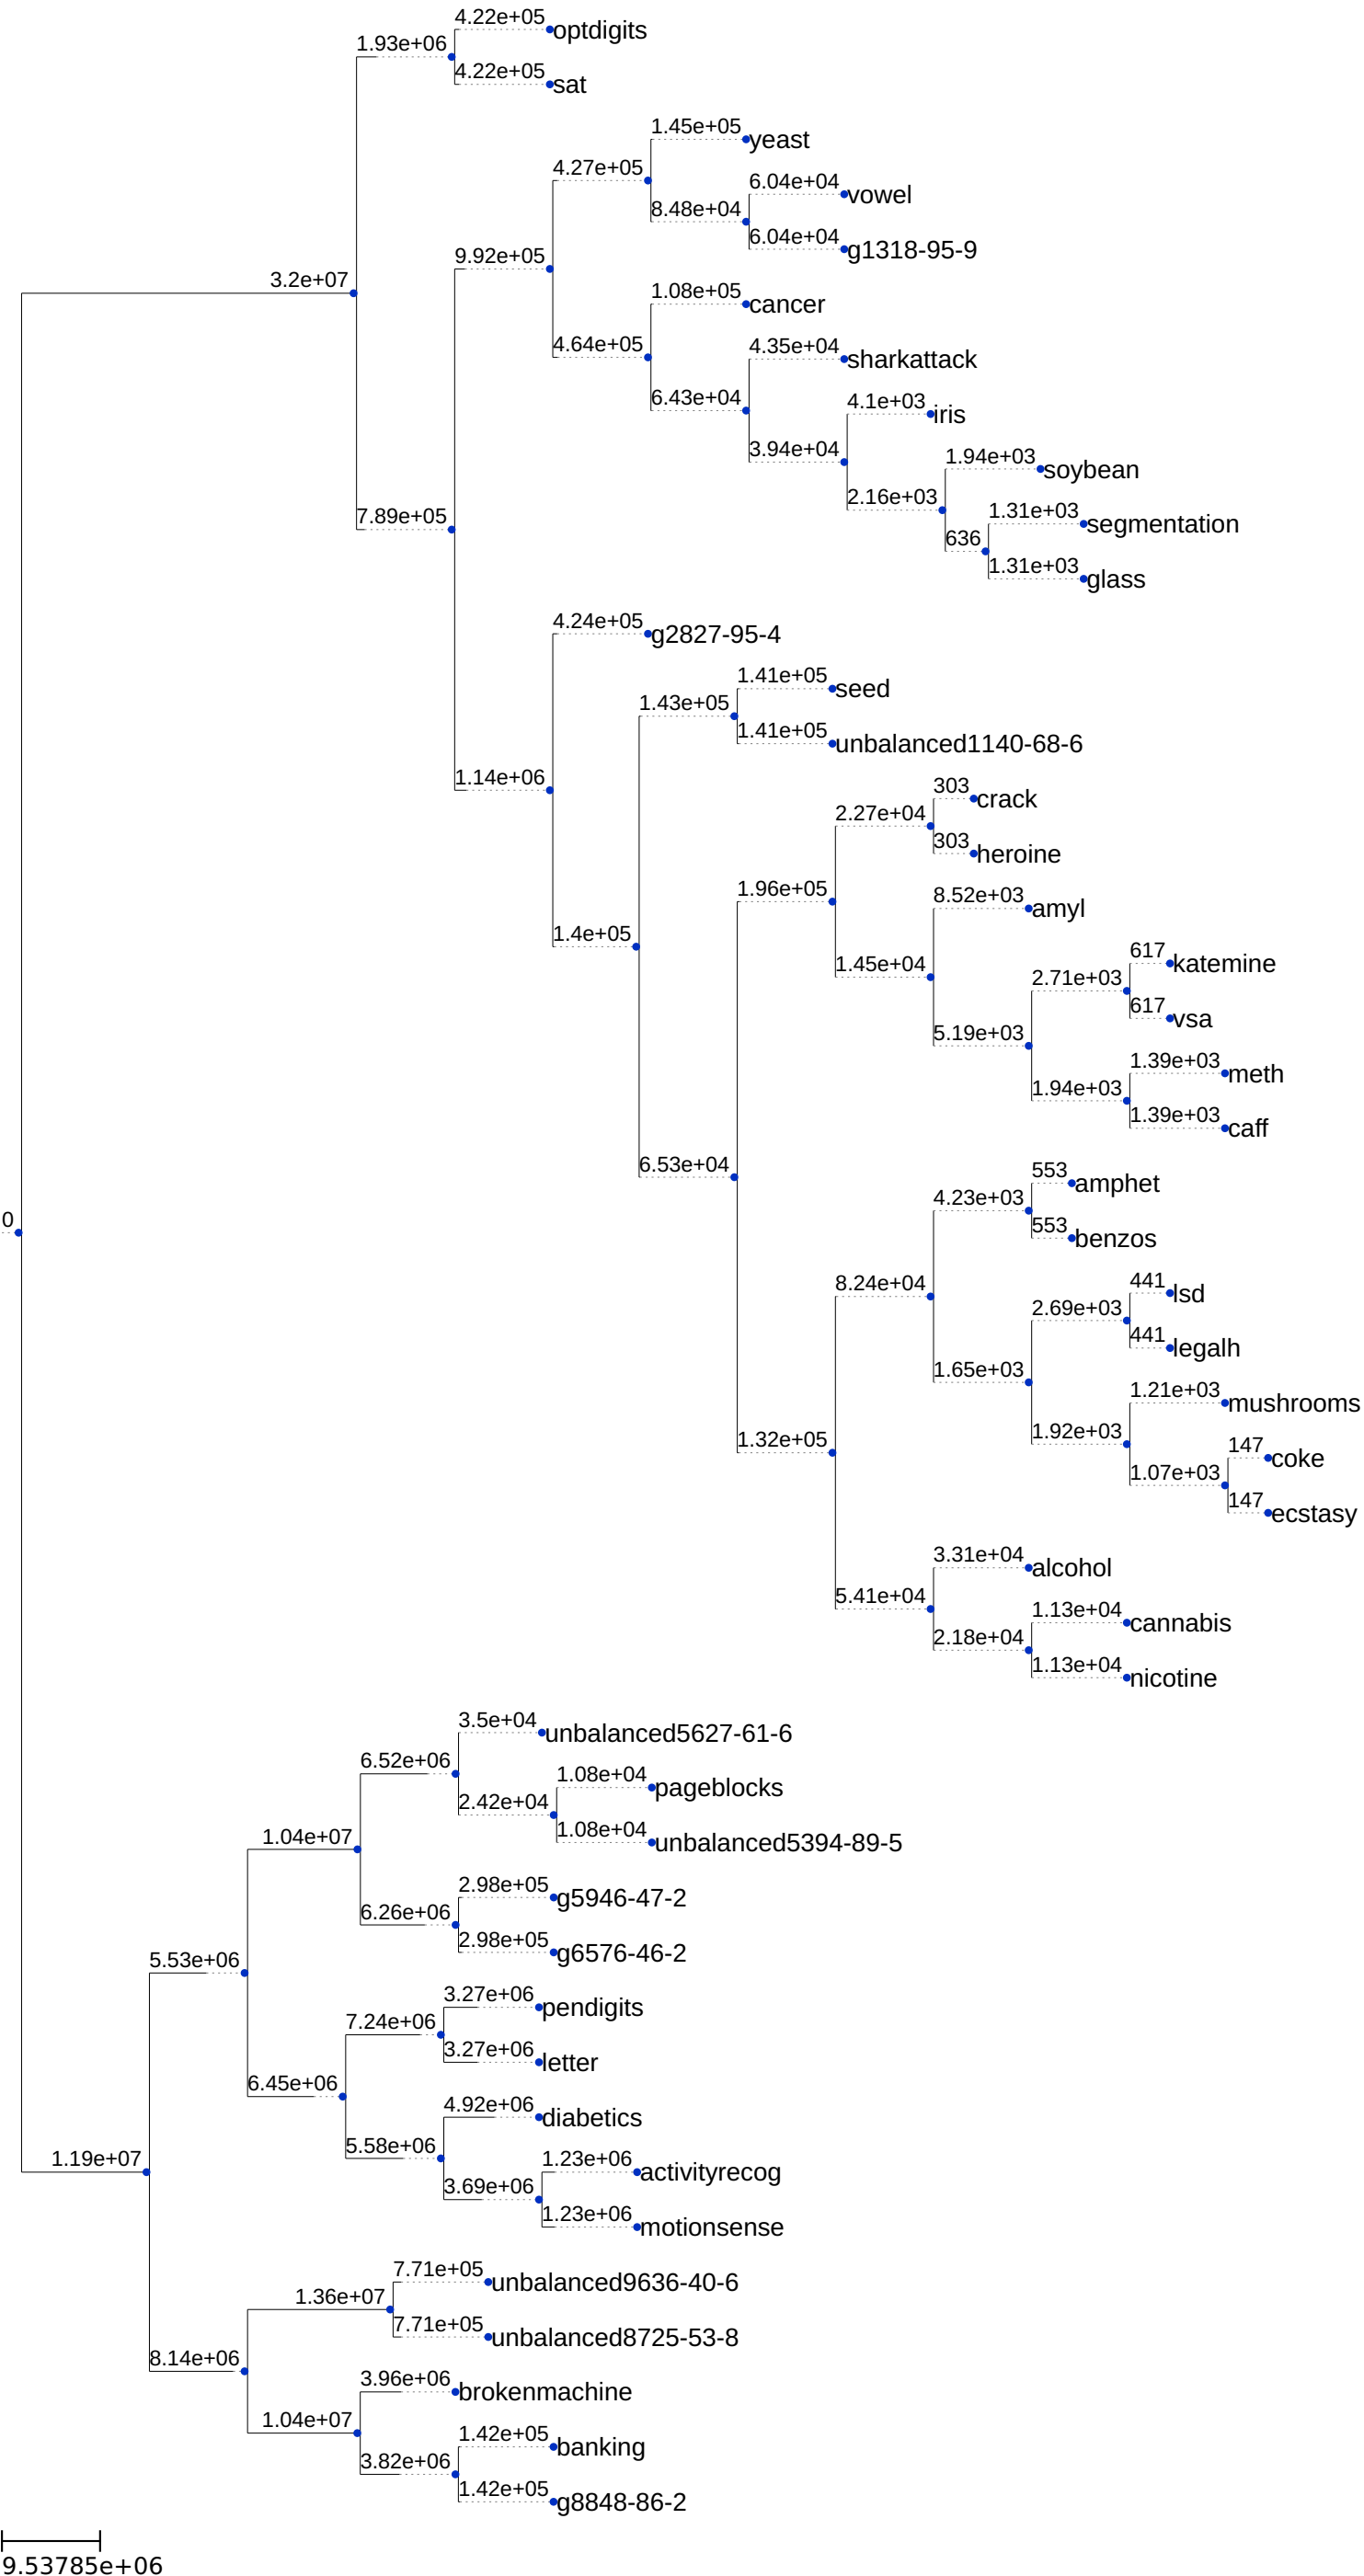 4.22e+05
optdigits
1.93e+06
4.22e+05
sat
1.45e+05
yeast
4.27e+05
6.04e+04
vowel
8.48e+04
6.04e+04
g1318-95-9
9.92e+05
1.08e+05
cancer
3.2e+07
4.64e+05
4.35e+04
sharkattack
6.43e+04
4.1e+03
iris
3.94e+04
1.94e+03
soybean
2.16e+03
7.89e+05
1.31e+03
segmentation
636
1.31e+03
glass
4.24e+05
g2827-95-4
1.41e+05
seed
1.43e+05
1.41e+05
unbalanced1140-68-6
1.14e+06
303
crack
2.27e+04
303
heroine
1.96e+05
8.52e+03
amyl
1.4e+05
1.45e+04
617
katemine
2.71e+03
617
vsa
5.19e+03
1.39e+03
meth
1.94e+03
1.39e+03
caff
6.53e+04
553
amphet
4.23e+03
553
benzos
0
8.24e+04
441
lsd
2.69e+03
441
legalh
1.65e+03
1.21e+03
mushrooms
1.92e+03
147
coke
1.07e+03
147
ecstasy
1.32e+05
3.31e+04
alcohol
5.41e+04
1.13e+04
cannabis
2.18e+04
1.13e+04
nicotine
3.5e+04
unbalanced5627-61-6
6.52e+06
1.08e+04
pageblocks
2.42e+04
1.08e+04
unbalanced5394-89-5
1.04e+07
2.98e+05
g5946-47-2
6.26e+06
2.98e+05
g6576-46-2
5.53e+06
3.27e+06
pendigits
7.24e+06
3.27e+06
letter
6.45e+06
4.92e+06
diabetics
5.58e+06
1.23e+06
activityrecog
3.69e+06
1.23e+06
motionsense
1.19e+07
7.71e+05
unbalanced9636-40-6
1.36e+07
7.71e+05
unbalanced8725-53-8
8.14e+06
3.96e+06
brokenmachine
1.04e+07
1.42e+05
banking
3.82e+06
1.42e+05
g8848-86-2
9.53785e+06